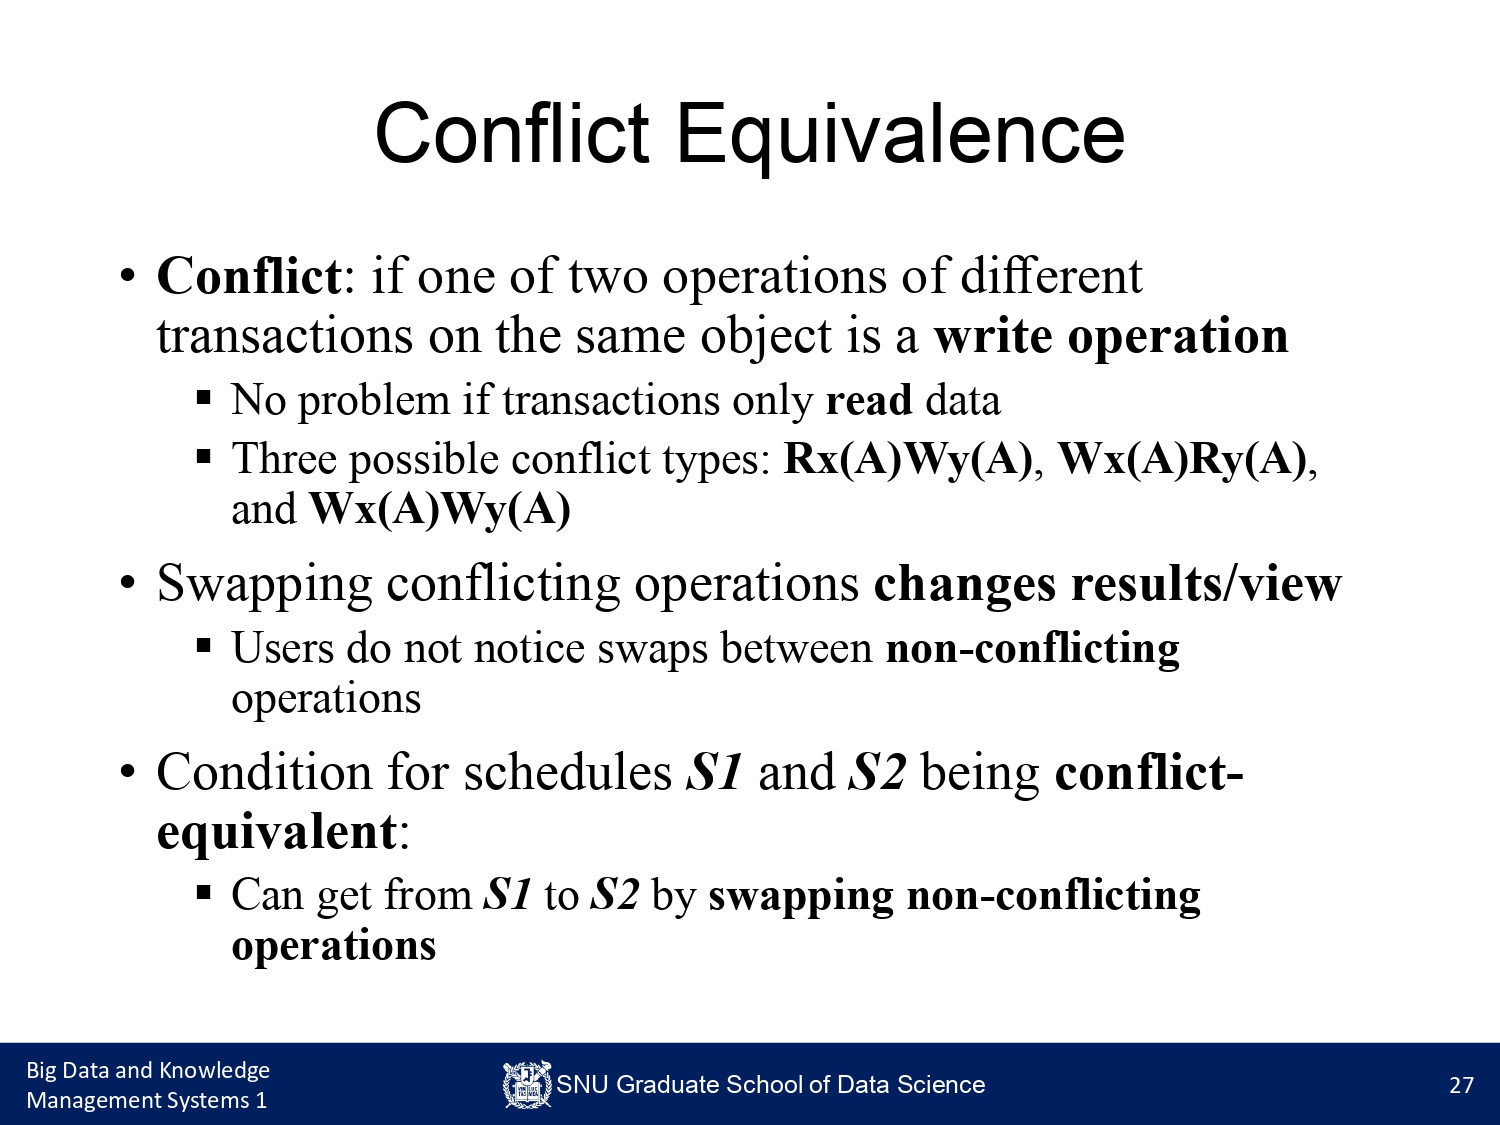 Conflict Equivalence
• Conflict: if one of two operations of different
transactions on the same object is a write operation
▪ No problem if transactions only read data
▪ Three possible conflict types: Rx(A)Wy(A), Wx(A)Ry(A),
and Wx(A)Wy(A)
• Swapping conflicting operations changes results/view
▪ Users do not notice swaps between non-conflicting
operations
• Condition for schedules S1 and S2 being conflict-
equivalent:
▪ Can get from S1 to S2 by swapping non-conflicting
operations
Big Data and Knowledge
Management Systems 1
SNU Graduate School of Data Science
27